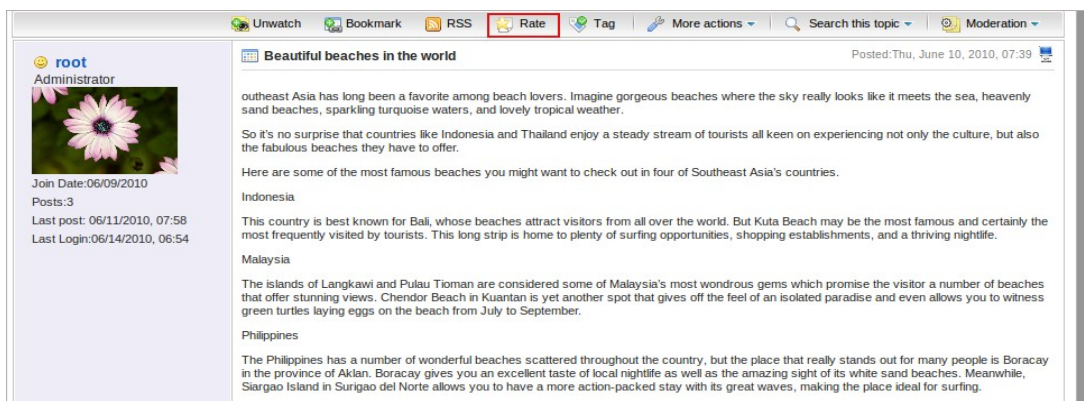 Unwatch Bookmark RSS Rate Tag More actions Search this topic Moderation
root
Administrator
Join Date:06/09/2010
Posts:3
Last post: 06/11/2010, 07:58
Last Login:06/14/2010, 06:54
Beautiful beaches in the world
Posted:Thu, June 10, 2010, 07:39
outheast Asia has long been a favorite among beach lovers. Imagine gorgeous beaches where the sky really looks like it meets the sea, heavenly
sand beaches, sparkling turquoise waters, and lovely tropical weather.
So it's no surprise that countries like Indonesia and Thailand enjoy a steady stream of tourists all keen on experiencing not only the culture, but also
the fabulous beaches they have to offer.
Here are some of the most famous beaches you might want to check out in four of Southeast Asia's countries.
Indonesia
This country is best known for Bali, whose beaches attract visitors from all over the world. But Kuta Beach may be the most famous and certainly the
most frequently visited by tourists. This long strip is home to plenty of surfing opportunities, shopping establishments, and a thriving nightlife.
Malaysia
The islands of Langkawi and Pulau Tioman are considered some of Malaysia's most wondrous gems which promise the visitor a number of beaches
that offer stunning views. Chendor Beach in Kuantan is yet another spot that gives off the feel of an isolated paradise and even allows you to witness
green turtles laying eggs on the beach from July to September.
Philippines
The Philippines has a number of wonderful beaches scattered throughout the country, but the place that really stands out for many people is Boracay
in the province of Aklan. Boracay gives you an excellent taste of local nightlife as well as the amazing sight of its white sand beaches. Meanwhile,
Siargao Island in Surigao del Norte allows you to have a more action-packed stay with its great waves, making the place ideal for surfing.